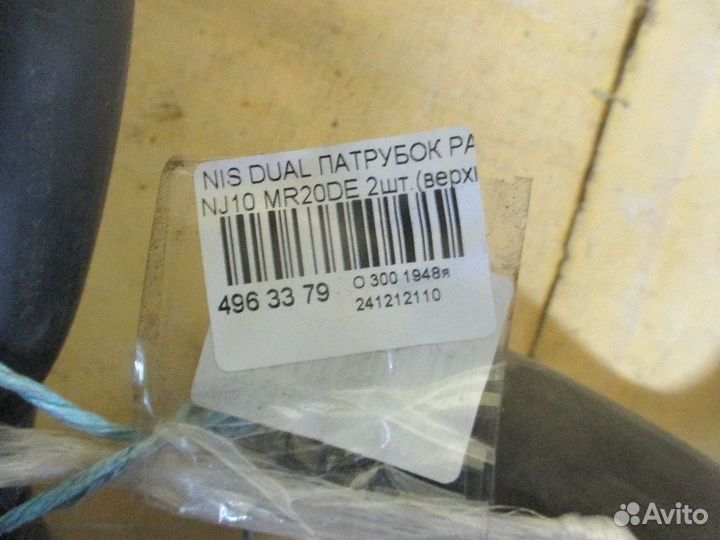 NIS DUAL ПАТРУБОК РА
NJ10 MR20DE 2шт.(верх
496 33 79
О 300 1948я
241212110
Avito